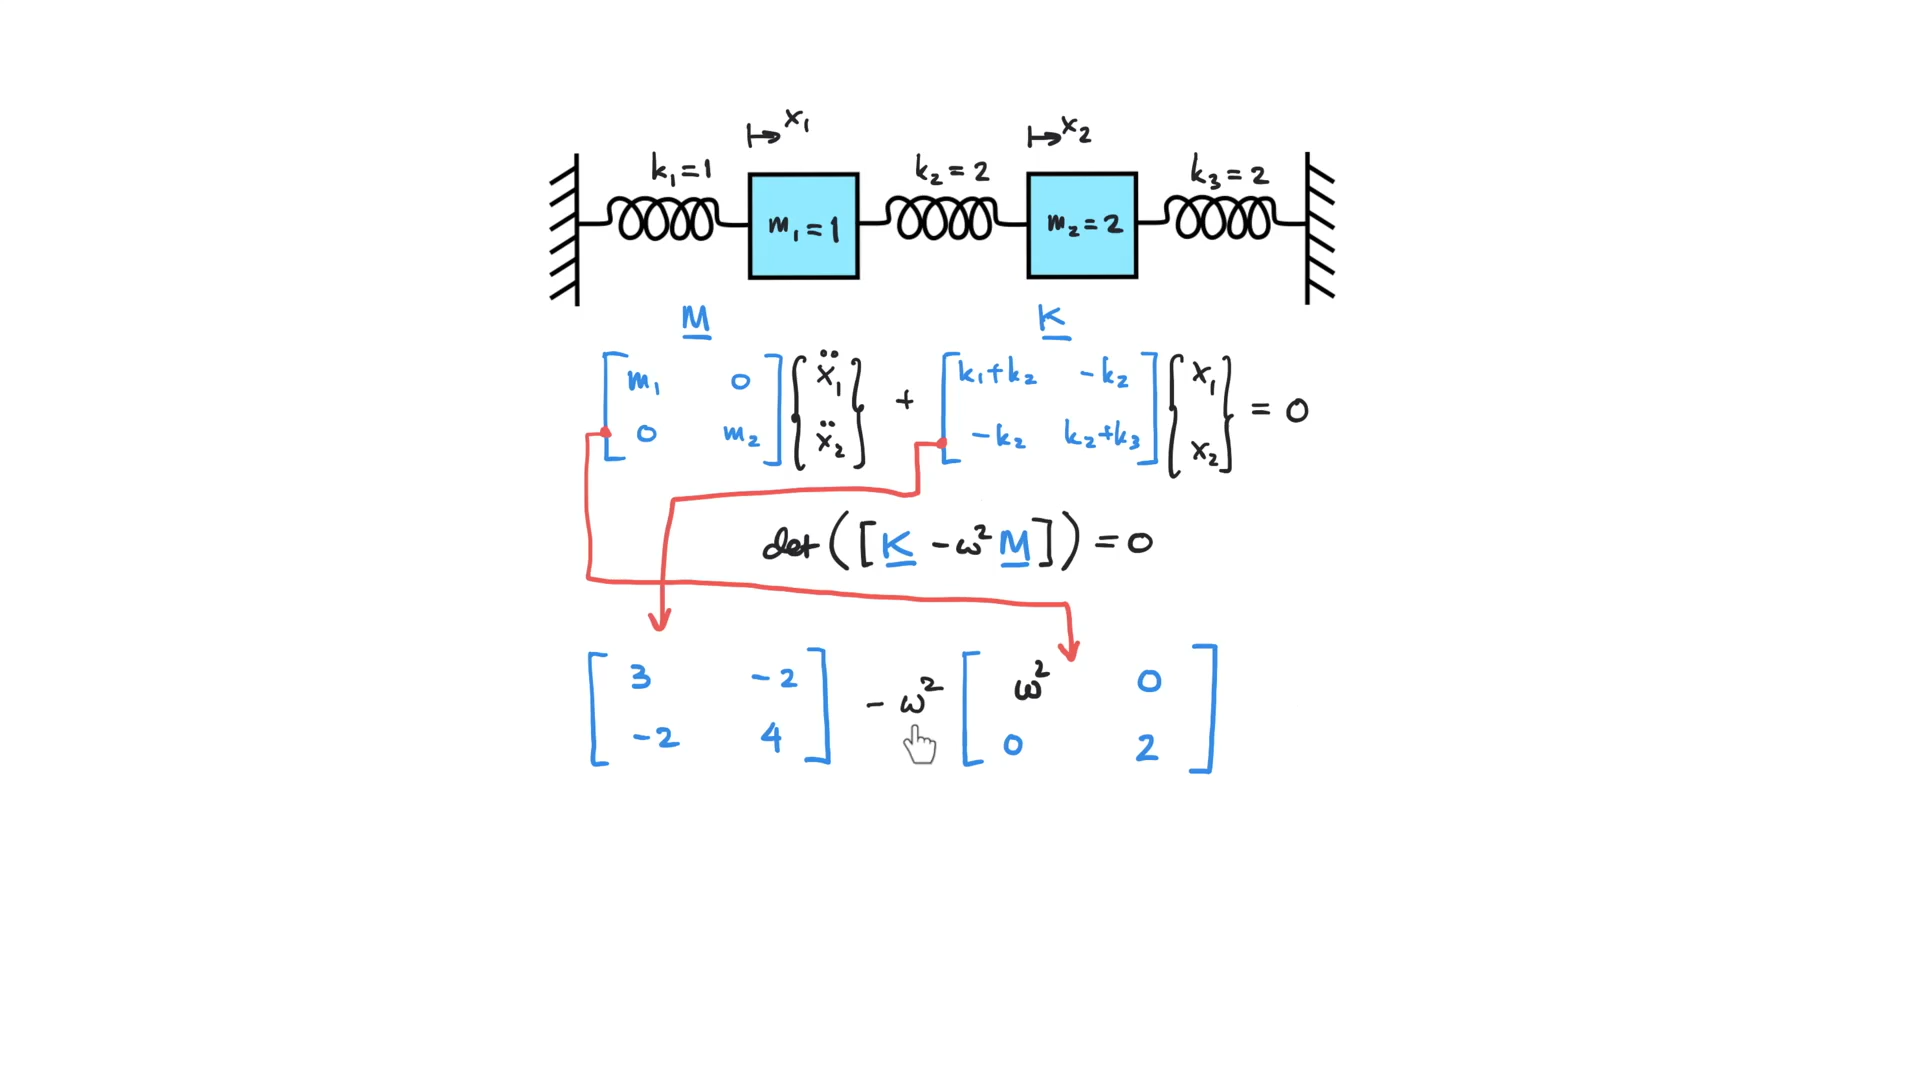 x₁ x₂
k₁=1 k₂=2 k₃=2
m₁=1 m₂=2
M K
[m₁ 0 {ẍ₁ + [k₁+k₂ -k₂ {x₁ = 0
0 m₂] ẍ₂} -k₂ k₂+k₃] x₂}
det([K -ω²M])=0
[3 -2 - ω² [ω² 0
-2 4] 0 2]